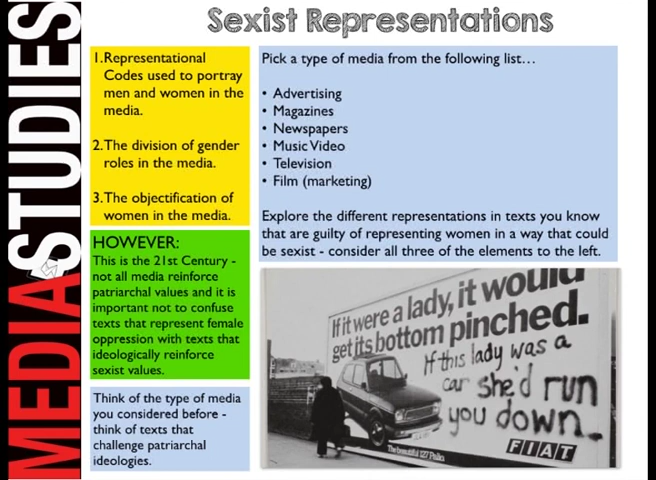 MEDIA STUDIES
Sexist Representations
1.Representational
Codes used to portray
men and women in the
media.
2.The division of gender
roles in the media.
3.The objectification of
women in the media.
HOWEVER:
This is the 21st Century -
not all media reinforce
patriarchal values and it is
important not to confuse
texts that represent female
oppression with texts that
ideologically reinforce
sexist values.
Think of the type of media
you considered before -
think of texts that
challenge patriarchal
ideologies.
Pick a type of media from the following list…
• Advertising
• Magazines
• Newspapers
• Music Video
• Television
• Film (marketing)
Explore the different representations in texts you know
that are guilty of representing women in a way that could
be sexist - consider all three of the elements to the left.
If it were a lady, it would
get its bottom pinched.
If this lady was a
car she'd run
you down
The beautiful 127 Palio.
FIAT